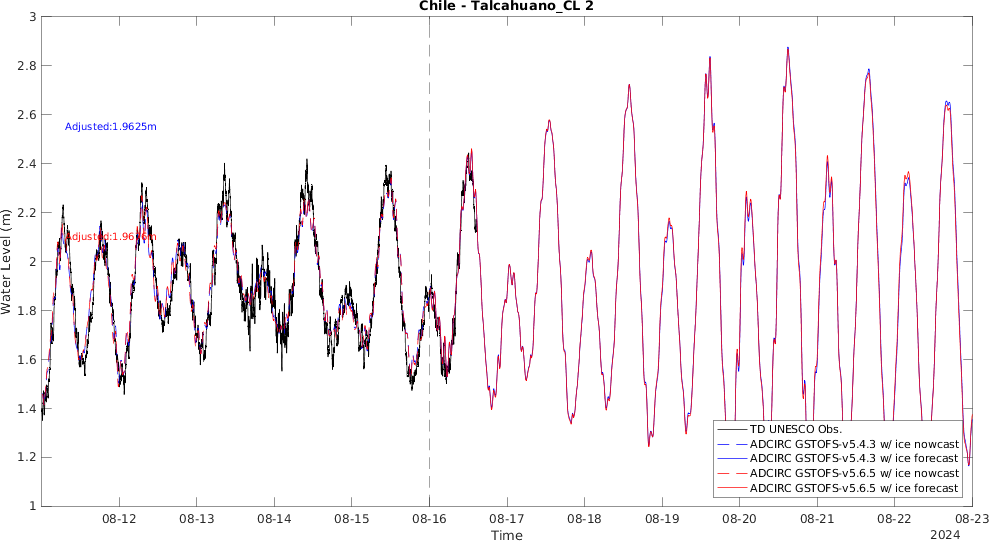 Chile - Talcahuano_CL 2
3
2.8
2.6
2.4
2.2
2
1.8
1.6
1.4
1.2
1
Water Level (m)
Adjusted:1.9625m
Adjusted:1.9676m
TD UNESCO Obs.
ADCIRC GSTOFS-v5.4.3 w/ ice nowcast
ADCIRC GSTOFS-v5.4.3 w/ ice forecast
ADCIRC GSTOFS-v5.6.5 w/ ice nowcast
ADCIRC GSTOFS-v5.6.5 w/ ice forecast
08-12 08-13 08-14 08-15 08-16 08-17 08-18 08-19 08-20 08-21 08-22 08-23
Time
2024